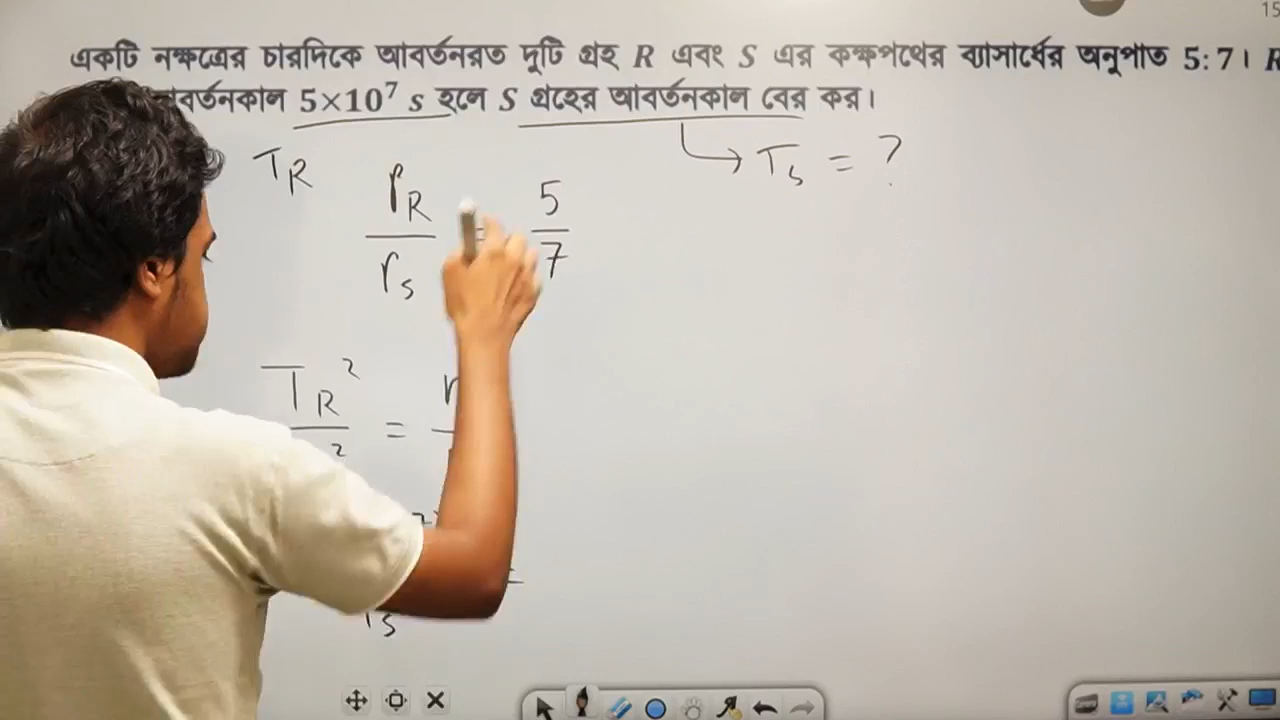 15
একটি নক্ষত্রের চারদিকে আবর্তনরত দুটি গ্রহ R এবং S এর কক্ষপথের ব্যাসার্ধের অনুপাত 5:7। R
আবর্তনকাল 5×10⁷ s হলে S গ্রহের আবর্তনকাল বের কর।
T_R
T_s = ?
r_R / r_s = 5 / 7
T_R² =